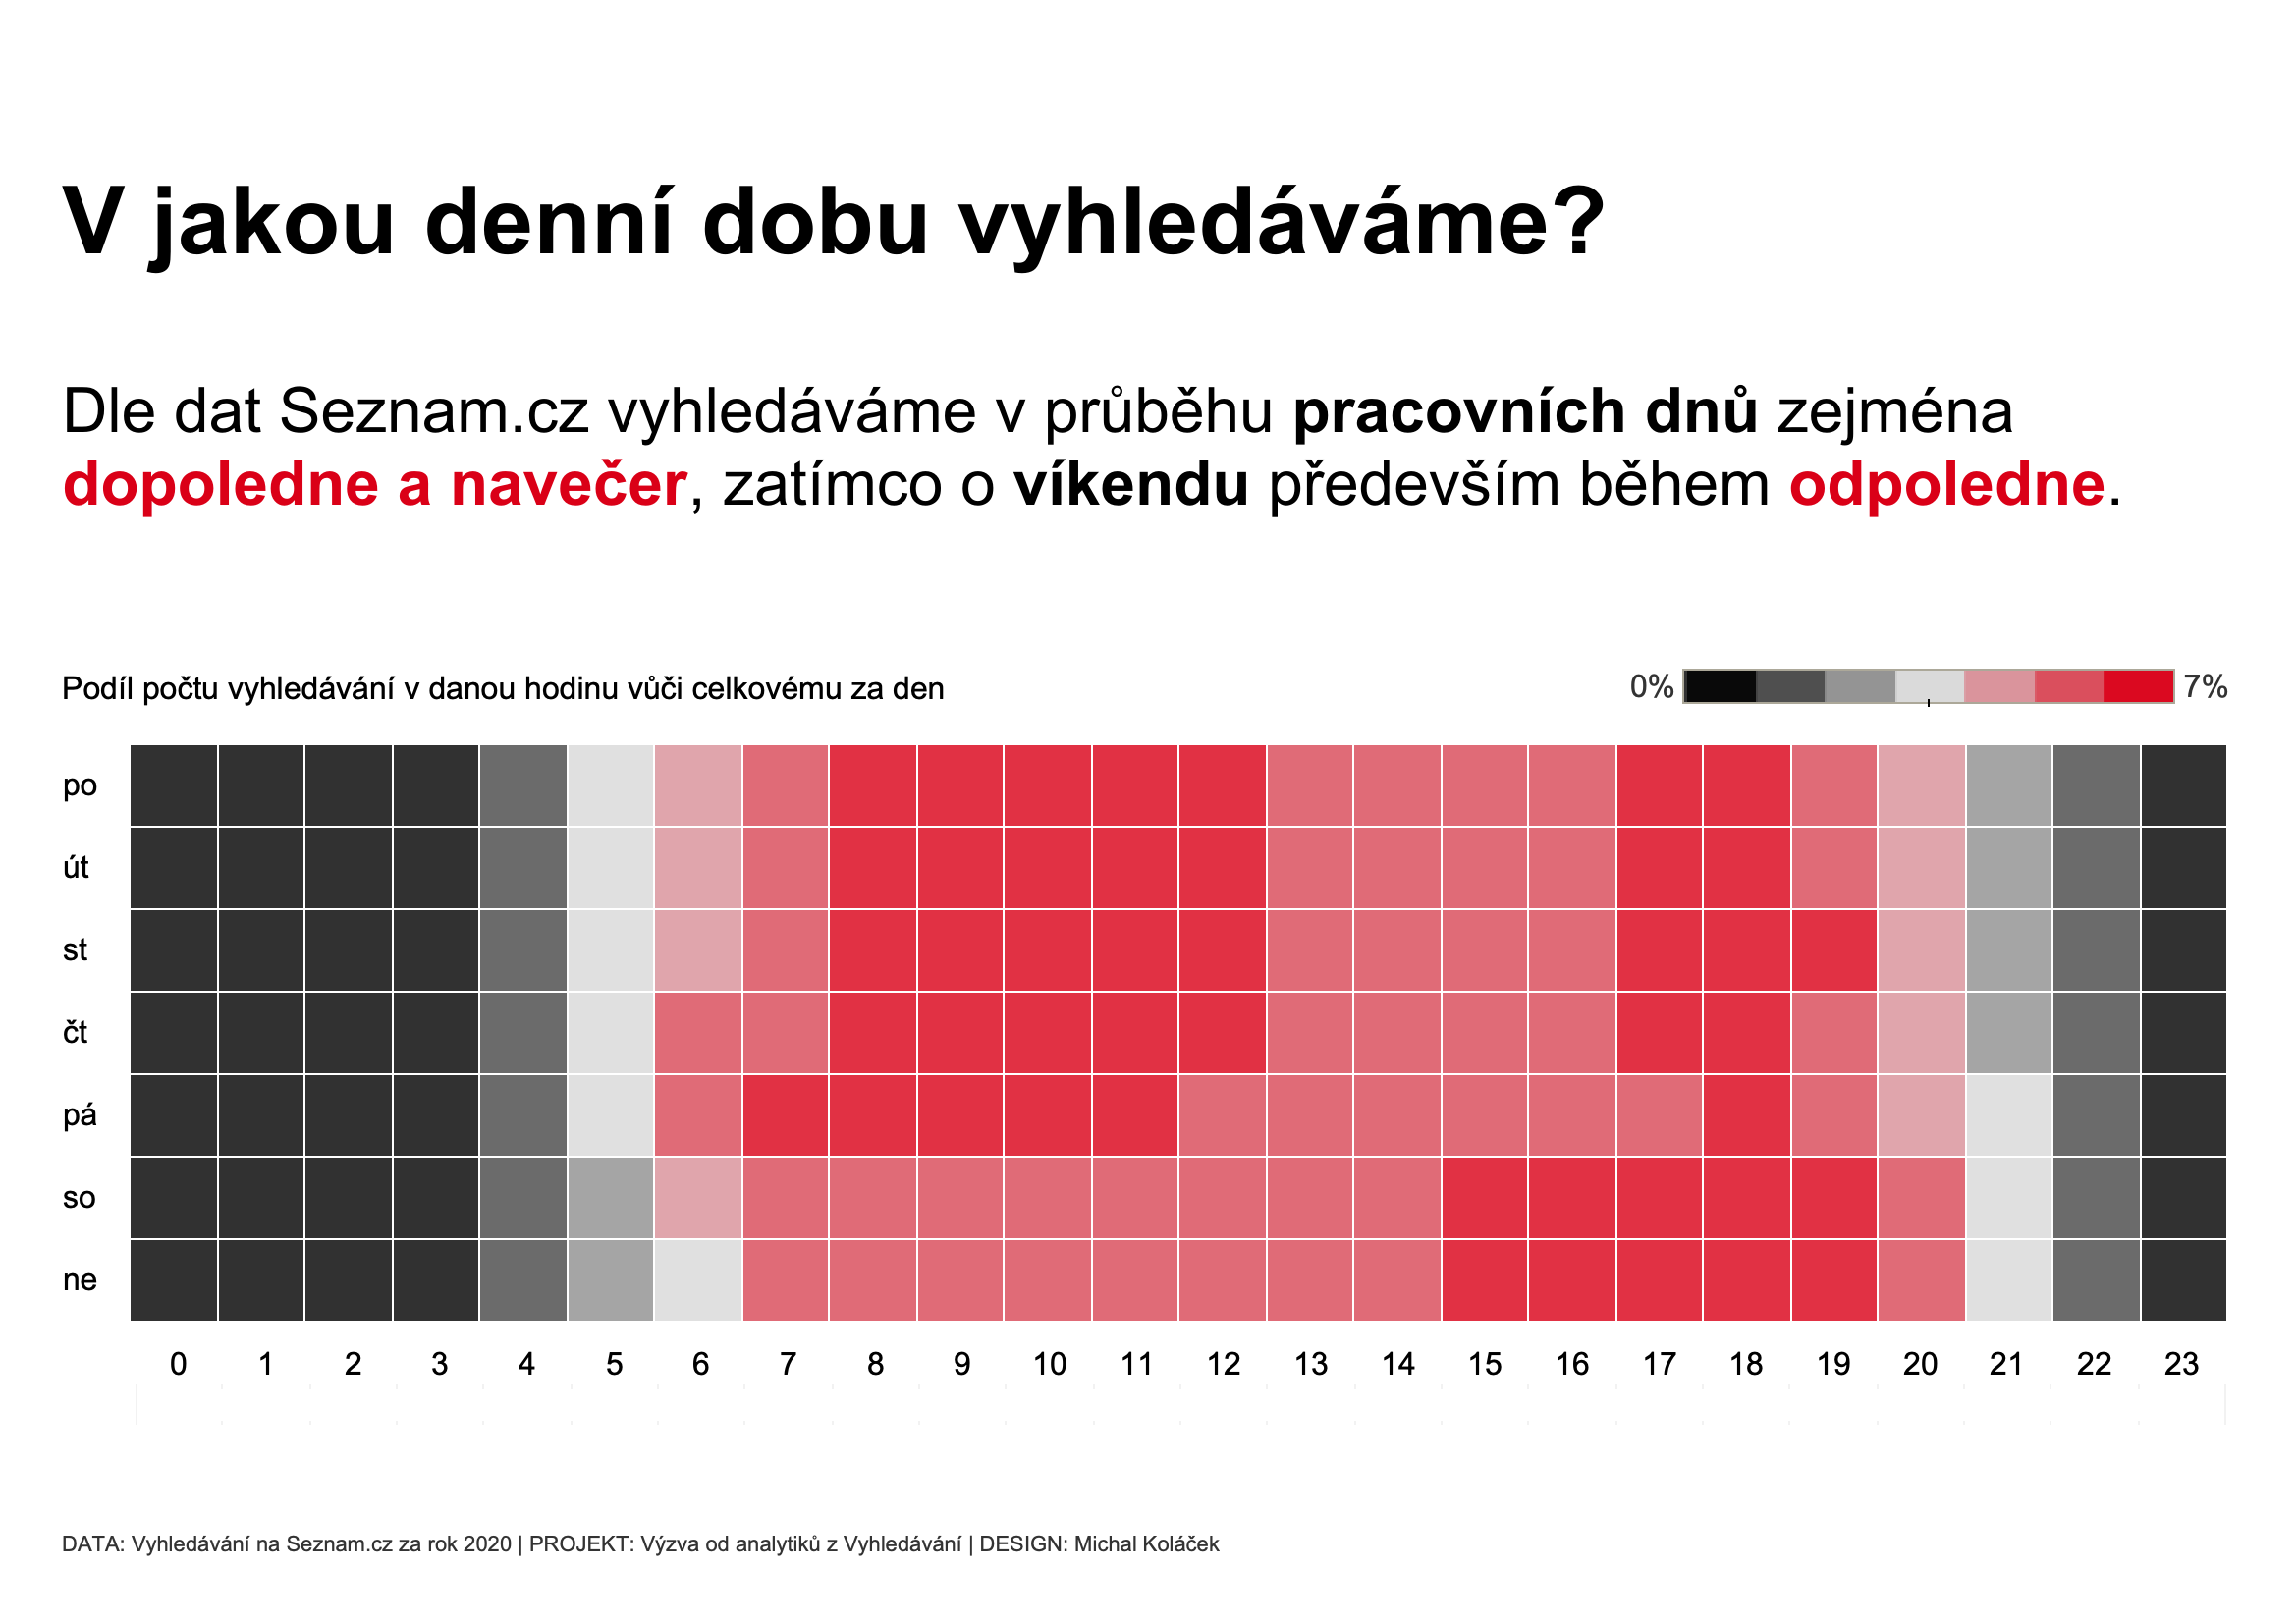 V jakou denní dobu vyhledáváme?
Dle dat Seznam.cz vyhledáváme v průběhu pracovních dnů zejména
dopoledne a navečer, zatímco o víkendu především během odpoledne.
Podíl počtu vyhledávání v danou hodinu vůči celkovému za den
0% 7%
po
út
st
čt
pá
so
ne
0 1 2 3 4 5 6 7 8 9 10 11 12 13 14 15 16 17 18 19 20 21 22 23
DATA: Vyhledávání na Seznam.cz za rok 2020 | PROJEKT: Výzva od analytiků z Vyhledávání | DESIGN: Michal Koláček